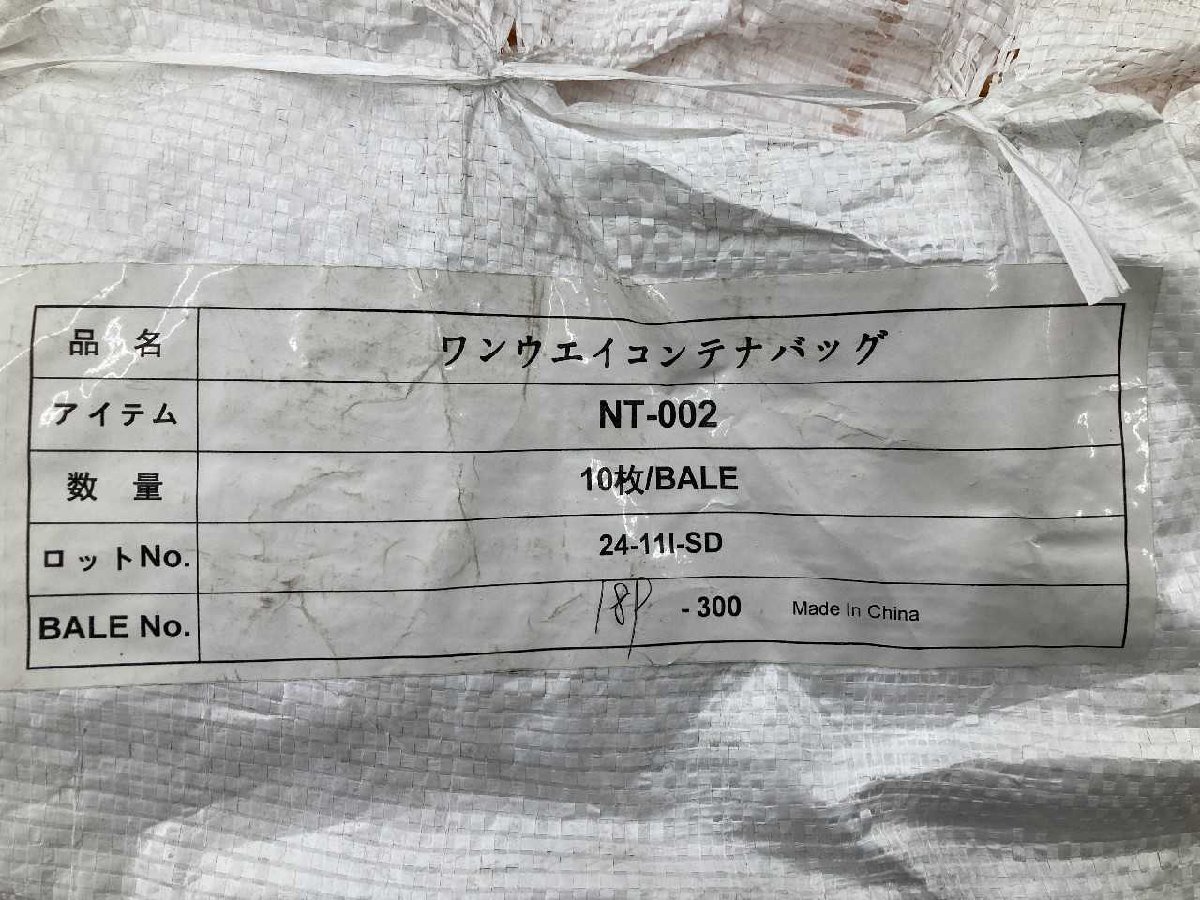 品 名 ワンウエイコンテナバッグ
アイテム NT-002
数 量 10枚/BALE
ロットNo. 24-11I-SD
BALE No. - 300 Made In China